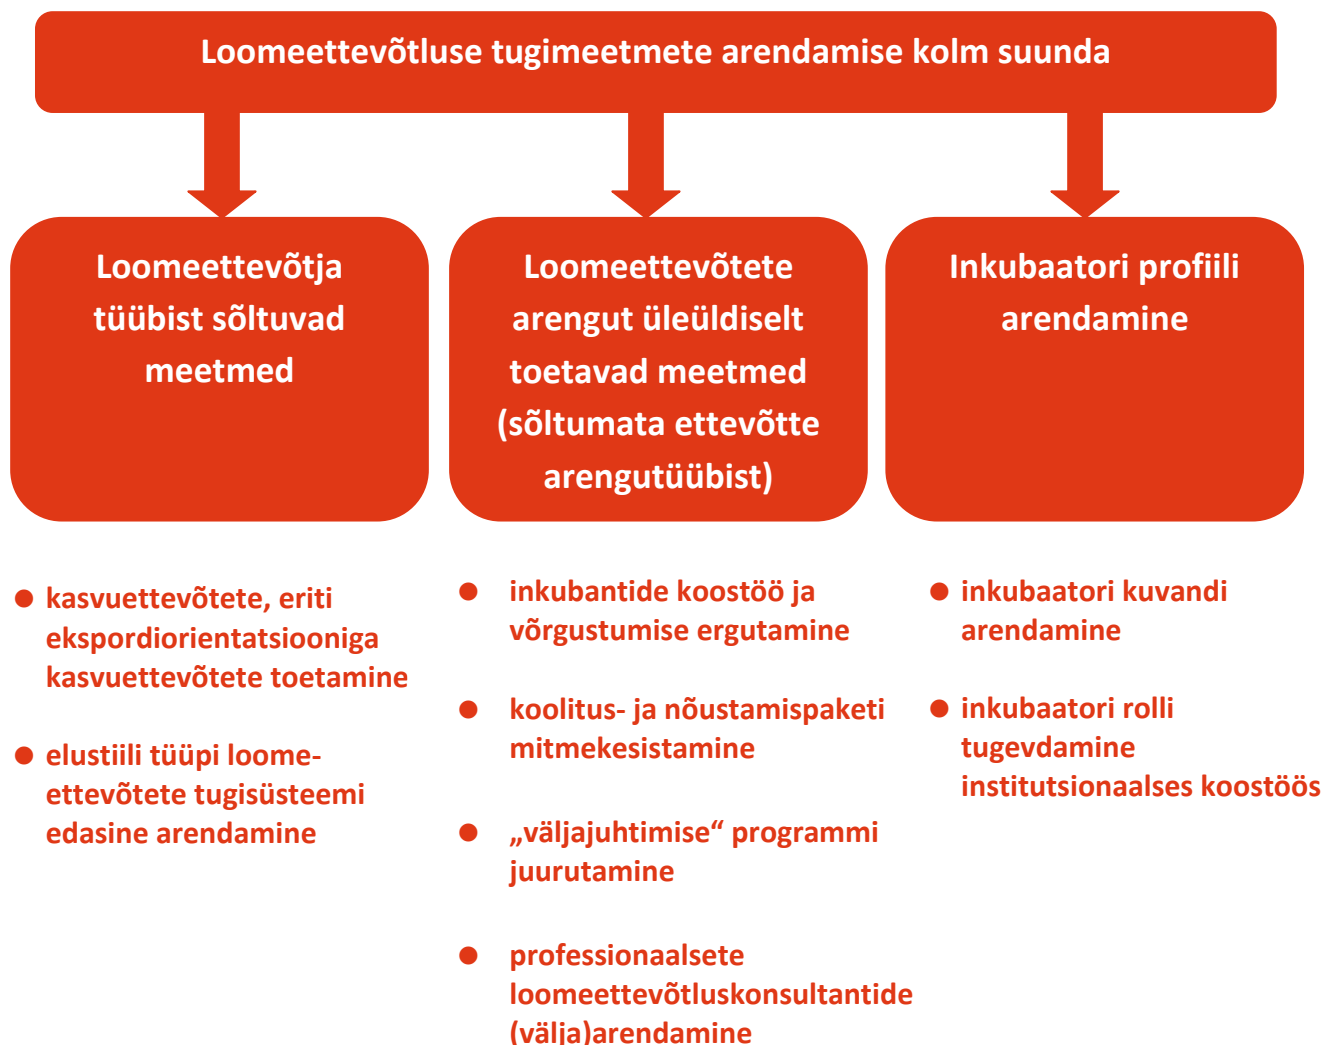 Loomeettevõtluse tugimeetmete arendamise kolm suunda
Loomeettevõtja
tüübist sõltuvad
meetmed
Loomeettevõtete
arengut üleüldiselt
toetavad meetmed
(sõltumata ettevõtte
arengutüübist)
Inkubaatori profiili
arendamine
● kasvuettevõtete, eriti
ekspordiorientatsiooniga
kasvuettevõtete toetamine
● elustiili tüüpi loome-
ettevõtete tugisüsteemi
edasine arendamine
● inkubantide koostöö ja
võrgustumise ergutamine
● koolitus- ja nõustamispaketi
mitmekesistamine
● „väljajuhtimise“ programmi
juurutamine
● professionaalsete
loomeettevõtluskonsultantide
(välja)arendamine
● inkubaatori kuvandi
arendamine
● inkubaatori rolli
tugevdamine
institutsionaalses koostöös